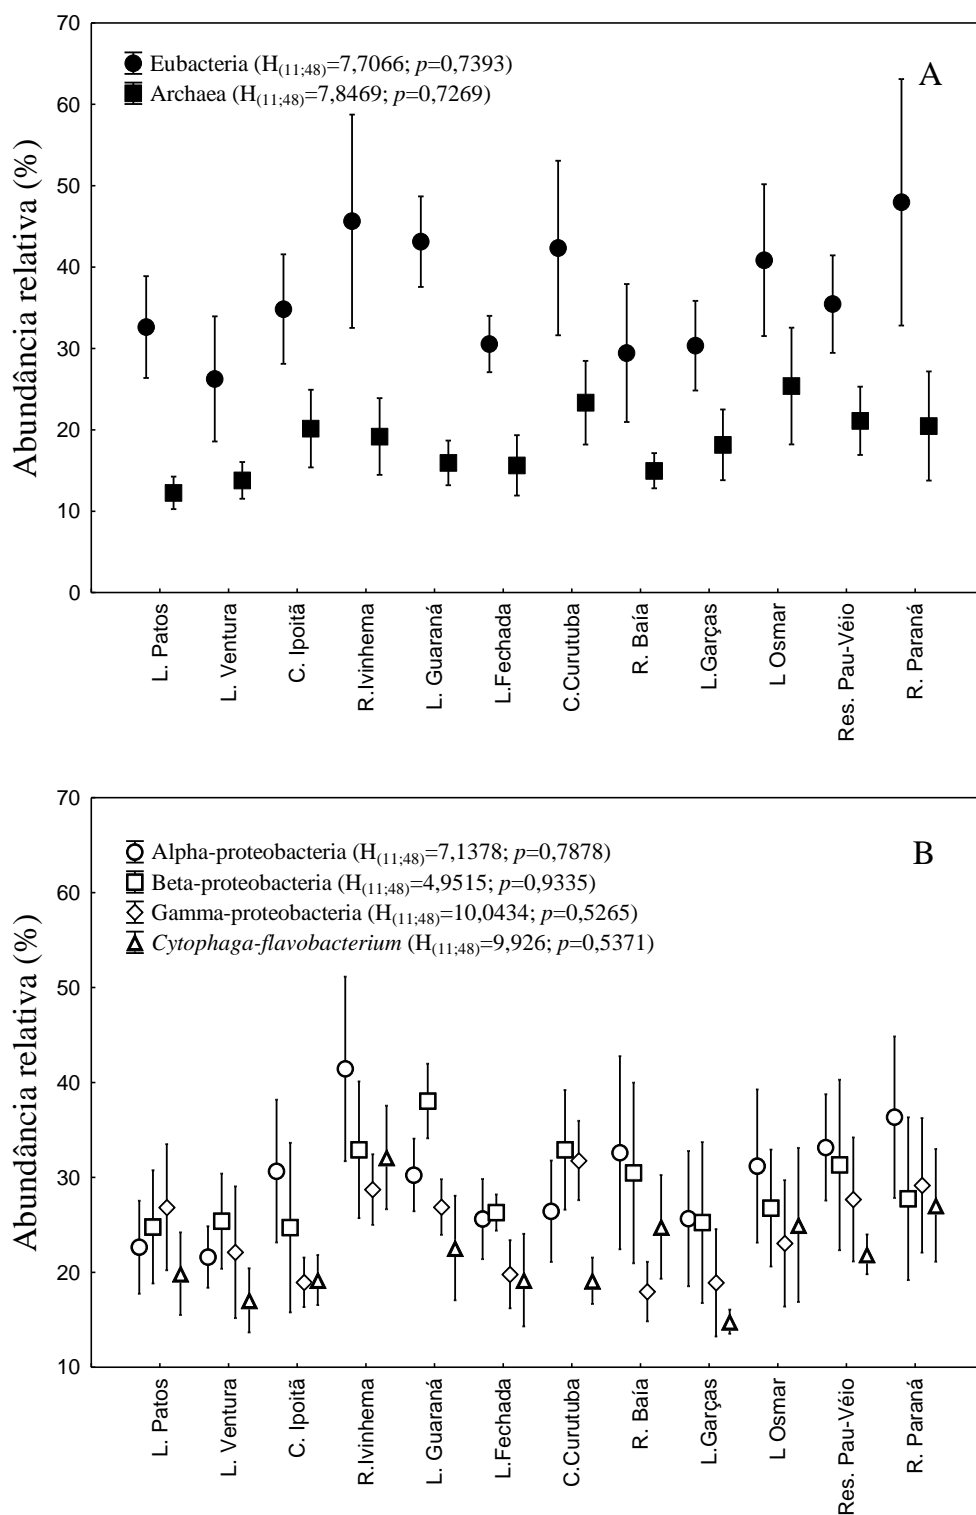 70
60
50
40
30
20
10
0
Abundância relativa (%)
Eubacteria (H(11;48)=7,7066; p=0,7393)
Archaea (H(11;48)=7,8469; p=0,7269)
A
L. Patos
L. Ventura
C. Ipoitã
R.Ivinhema
L. Guaraná
L.Fechada
C.Curutuba
R. Baía
L.Garças
L Osmar
Res. Pau-Véio
R. Paraná
70
60
50
40
30
20
10
Abundância relativa (%)
Alpha-proteobacteria (H(11;48)=7,1378; p=0,7878)
Beta-proteobacteria (H(11;48)=4,9515; p=0,9335)
Gamma-proteobacteria (H(11;48)=10,0434; p=0,5265)
Cytophaga-flavobacterium (H(11;48)=9,926; p=0,5371)
B
L. Patos
L. Ventura
C. Ipoitã
R.Ivinhema
L. Guaraná
L.Fechada
C.Curutuba
R. Baía
L.Garças
L Osmar
Res. Pau-Véio
R. Paraná